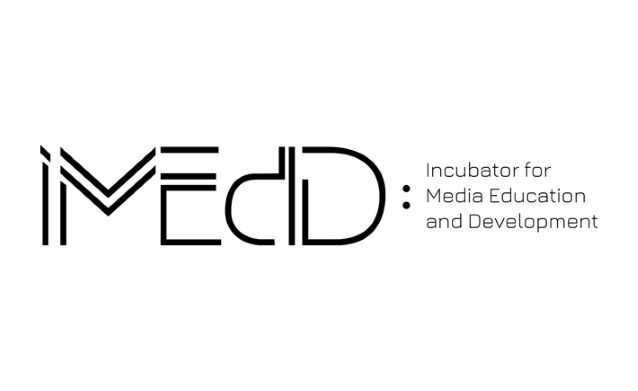 iMEdD:
Incubator for
Media Education
and Development